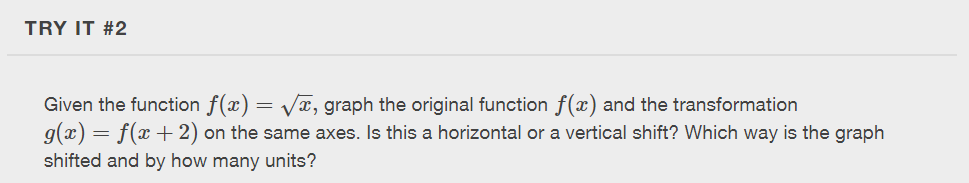 TRY IT #2
Given the function f(x) = √x, graph the original function f(x) and the transformation
g(x) = f(x + 2) on the same axes. Is this a horizontal or a vertical shift? Which way is the graph
shifted and by how many units?